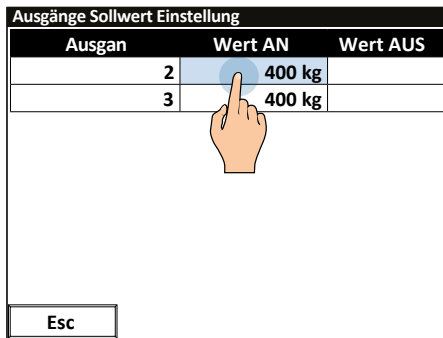 Ausgänge Sollwert Einstellung
Ausgan Wert AN Wert AUS
2 400 kg
3 400 kg
Esc